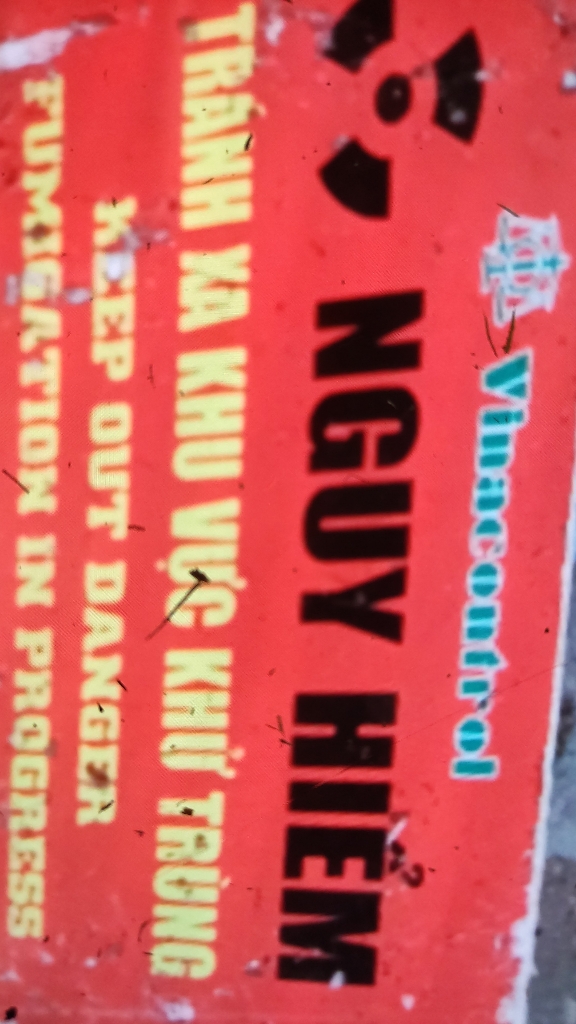 Vinacontrol
NGUY HIỂM
TRÁNH XA KHU VỰC KHỬ TRÙNG
KEEP OUT DANGER
FUMIGATION IN PROGRESS